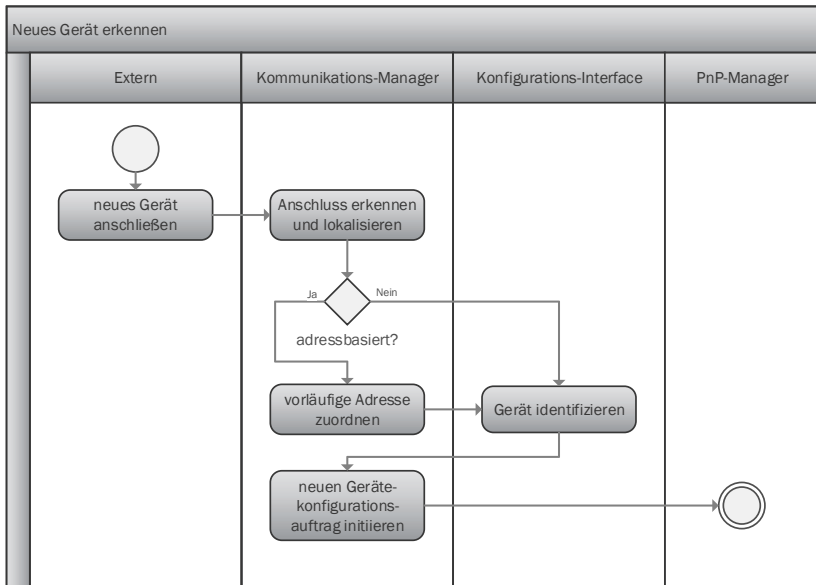 Neues Gerät erkennen
Extern
Kommunikations-Manager
Konfigurations-Interface
PnP-Manager
neues Gerät
anschließen
Anschluss erkennen
und lokalisieren
Ja
Nein
adressbasiert?
vorläufige Adresse
zuordnen
Gerät identifizieren
neuen Geräte-
konfigurations-
auftrag initiieren